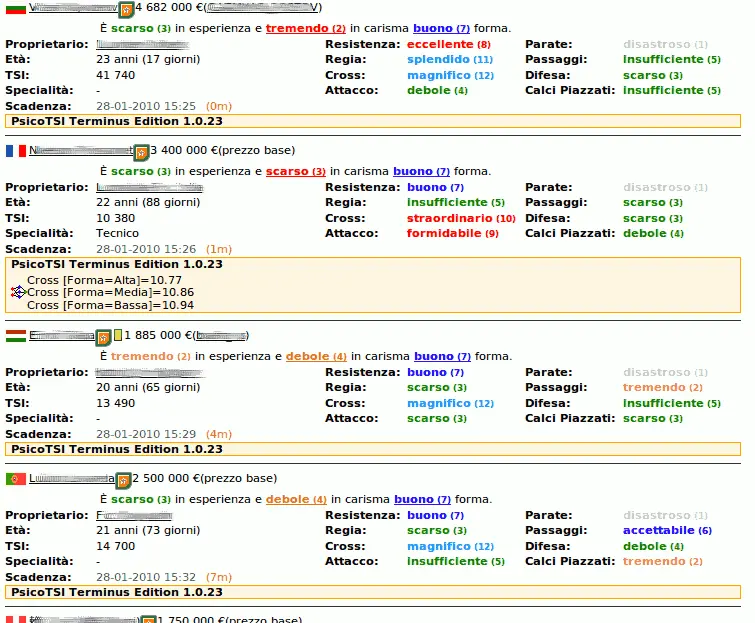 4 682 000 €(
È scarso (3) in esperienza e tremendo (2) in carisma buono (7) forma.
Proprietario: Resistenza: eccellente (8) Parate: disastroso (1)
Età: 23 anni (17 giorni) Regia: splendido (11) Passaggi: insufficiente (5)
TSI: 41 740 Cross: magnifico (12) Difesa: scarso (3)
Specialità: - Attacco: debole (4) Calci Piazzati: insufficiente (5)
Scadenza: 28-01-2010 15:25 (0m)
PsicoTSI Terminus Edition 1.0.23
3 400 000 €(prezzo base)
È scarso (3) in esperienza e scarso (3) in carisma buono (7) forma.
Proprietario: Resistenza: buono (7) Parate: disastroso (1)
Età: 22 anni (88 giorni) Regia: insufficiente (5) Passaggi: scarso (3)
TSI: 10 380 Cross: straordinario (10) Difesa: scarso (3)
Specialità: Tecnico Attacco: formidabile (9) Calci Piazzati: debole (4)
Scadenza: 28-01-2010 15:26 (1m)
PsicoTSI Terminus Edition 1.0.23
Cross [Forma=Alta]=10.77
Cross [Forma=Media]=10.86
Cross [Forma=Bassa]=10.94
1 885 000 €(
È tremendo (2) in esperienza e debole (4) in carisma buono (7) forma.
Proprietario: Resistenza: buono (7) Parate: disastroso (1)
Età: 20 anni (65 giorni) Regia: scarso (3) Passaggi: tremendo (2)
TSI: 13 490 Cross: magnifico (12) Difesa: insufficiente (5)
Specialità: - Attacco: scarso (3) Calci Piazzati: scarso (3)
Scadenza: 28-01-2010 15:29 (4m)
PsicoTSI Terminus Edition 1.0.23
2 500 000 €(prezzo base)
È scarso (3) in esperienza e debole (4) in carisma buono (7) forma.
Proprietario: Resistenza: buono (7) Parate: disastroso (1)
Età: 21 anni (73 giorni) Regia: scarso (3) Passaggi: accettabile (6)
TSI: 14 700 Cross: magnifico (12) Difesa: debole (4)
Specialità: - Attacco: insufficiente (5) Calci Piazzati: tremendo (2)
Scadenza: 28-01-2010 15:32 (7m)
PsicoTSI Terminus Edition 1.0.23
1 750 000 €(prezzo base)